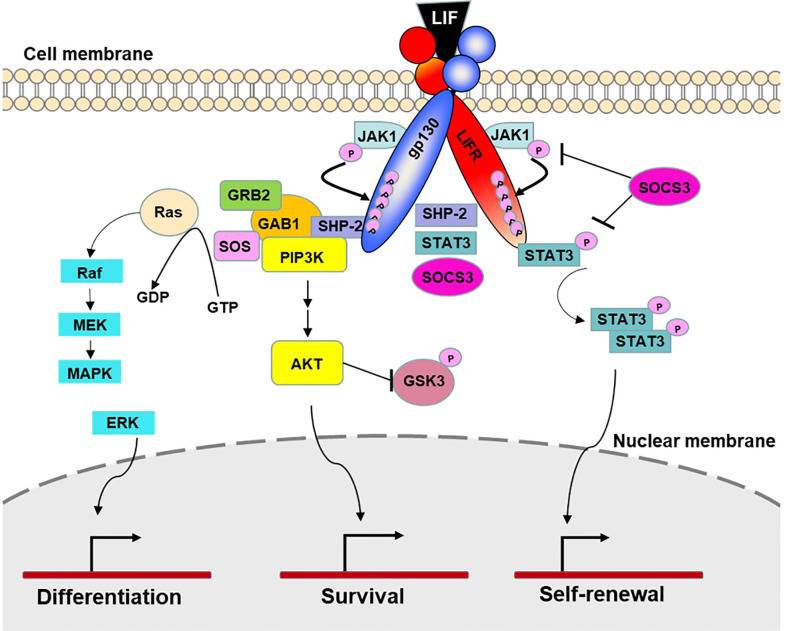 LIF
Cell membrane
JAK1
P
gp130
LIFR
JAK1
P
P
P
P
P
P
P
P
P
P
P
SOCS3
GRB2
GAB1
SHP-2
SOS
PIP3K
Ras
Raf
GDP
GTP
MEK
MAPK
ERK
AKT
GSK3
P
SHP-2
STAT3
SOCS3
STAT3
P
STAT3
P
STAT3
P
Nuclear membrane
Differentiation
Survival
Self-renewal